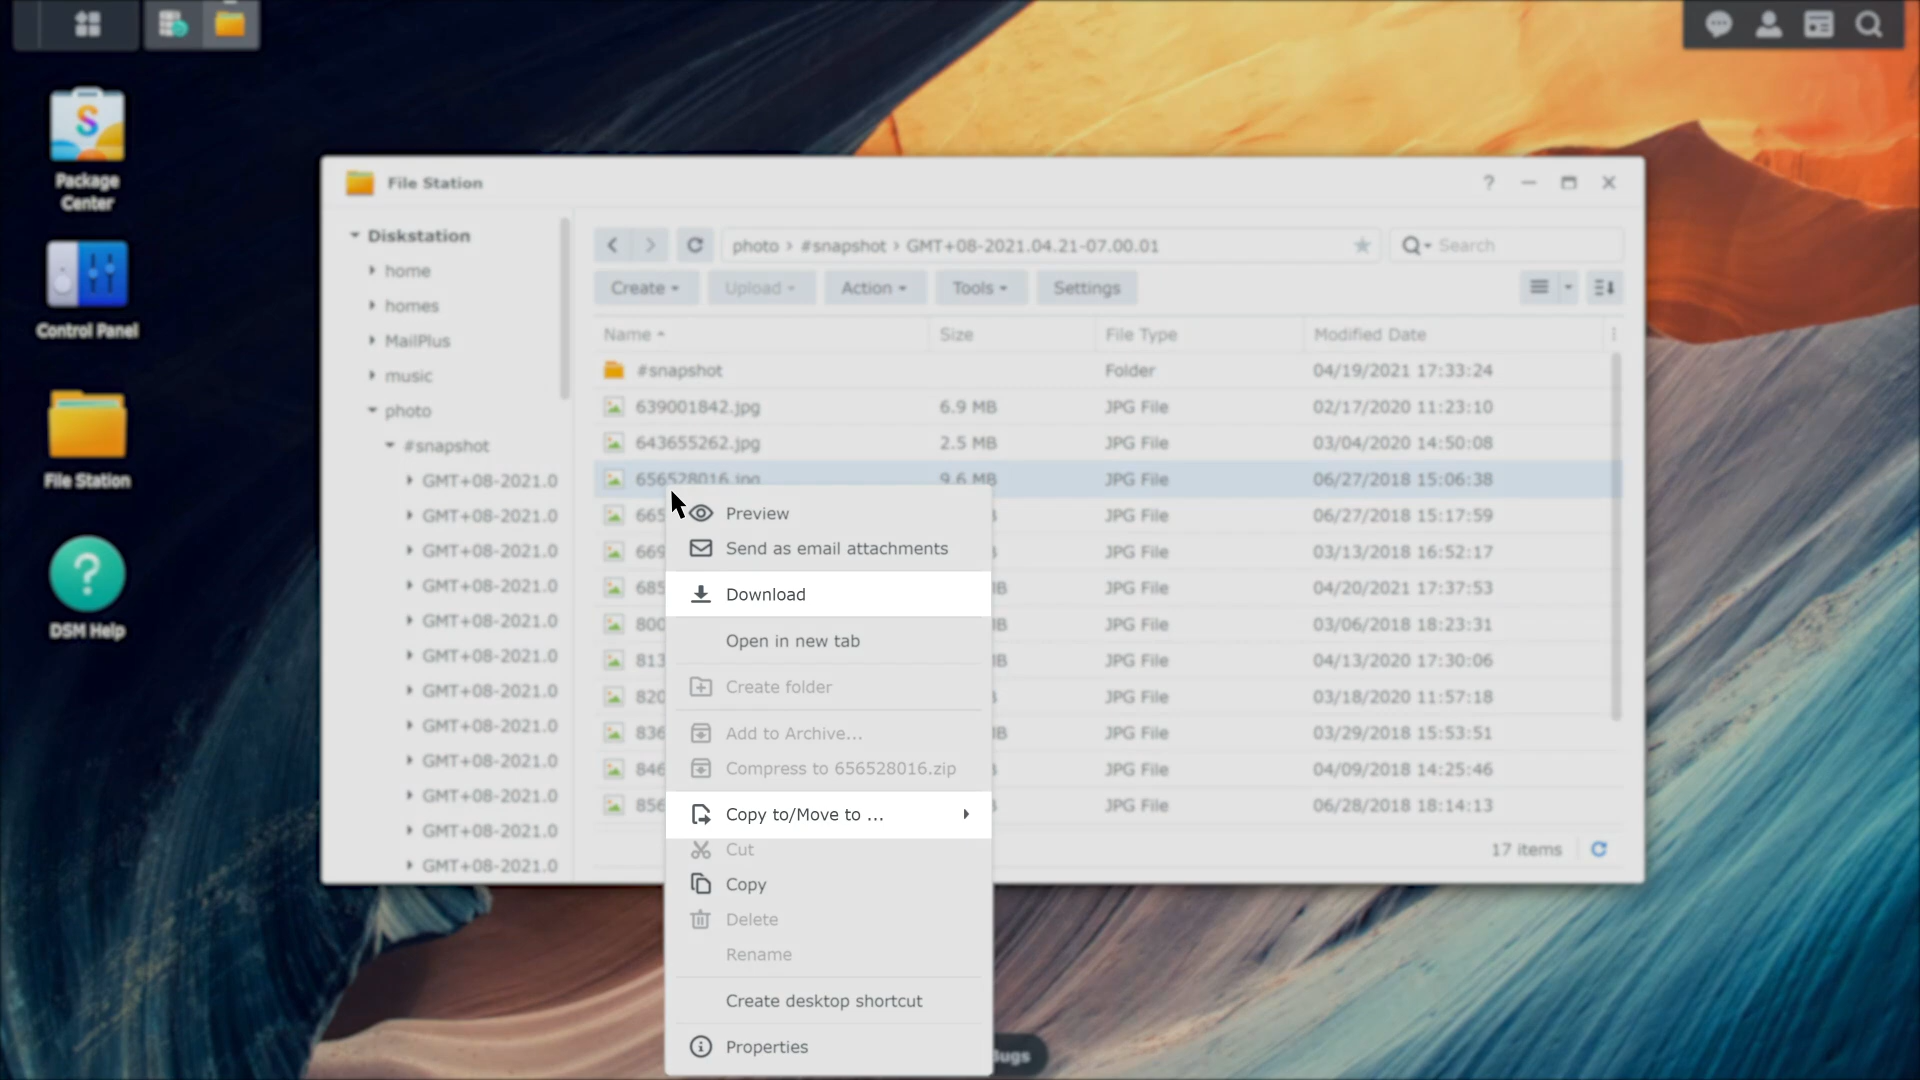 Package
Center
Control Panel
File Station
DSM Help
File Station
?
Diskstation
home
homes
MailPlus
music
photo
#snapshot
GMT+08-2021.0
GMT+08-2021.0
GMT+08-2021.0
GMT+08-2021.0
GMT+08-2021.0
GMT+08-2021.0
GMT+08-2021.0
GMT+08-2021.0
GMT+08-2021.0
GMT+08-2021.0
GMT+08-2021.0
GMT+08-2021.0
photo › #snapshot › GMT+08-2021.04.21-07.00.01
Search
Create Upload Action Tools Settings
Name Size File Type Modified Date
#snapshot Folder 04/19/2021 17:33:24
639001842.jpg 6.9 MB JPG File 02/17/2020 11:23:10
643655262.jpg 2.5 MB JPG File 03/04/2020 14:50:08
656528016.jpg 9.6 MB JPG File 06/27/2018 15:06:38
665 JPG File 06/27/2018 15:17:59
669 JPG File 03/13/2018 16:52:17
685 JPG File 04/20/2021 17:37:53
800 JPG File 03/06/2018 18:23:31
813 JPG File 04/13/2020 17:30:06
820 JPG File 03/18/2020 11:57:18
836 JPG File 03/29/2018 15:53:51
846 JPG File 04/09/2018 14:25:46
856 JPG File 06/28/2018 18:14:13
17 items
Preview
Send as email attachments
Download
Open in new tab
Create folder
Add to Archive...
Compress to 656528016.zip
Copy to/Move to ...
Cut
Copy
Delete
Rename
Create desktop shortcut
Properties
Bugs